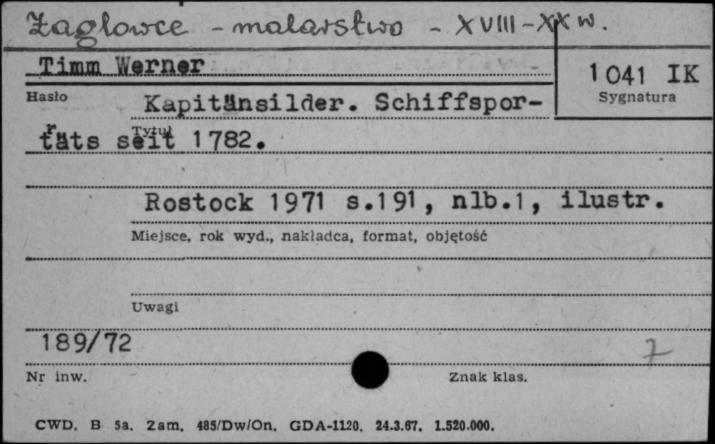 Żaglowce - malarstwo - XVIII-XX w.
Timm Werner
1041 IK
Hasło
Sygnatura
Kapitänsilder. Schiffspor-
träts seit 1782.
Tytuł
Rostock 1971 s.191, nlb.1, ilustr.
Miejsce, rok wyd., nakładca, format, objętość
Uwagi
189/72
7
Nr inw.
Znak klas.
CWD. B 5a. Zam. 485/Dw/On. GDA-1120. 24.3.67. 1.520.000.